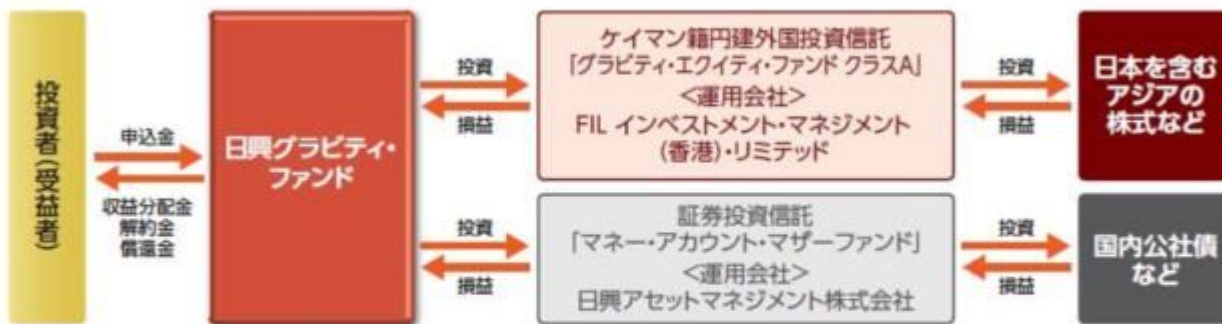 投資者(受益者)
申込金
収益分配金
解約金
償還金
日興グラビティ・
ファンド
投資
損益
ケイマン籍円建外国投資信託
「グラビティ・エクイティ・ファンド クラスA」
<運用会社>
FIL インベストメント・マネジメント
(香港)・リミテッド
投資
損益
日本を含む
アジアの
株式など
投資
損益
証券投資信託
「マネー・アカウント・マザーファンド」
<運用会社>
日興アセットマネジメント株式会社
投資
損益
国内公社債
など